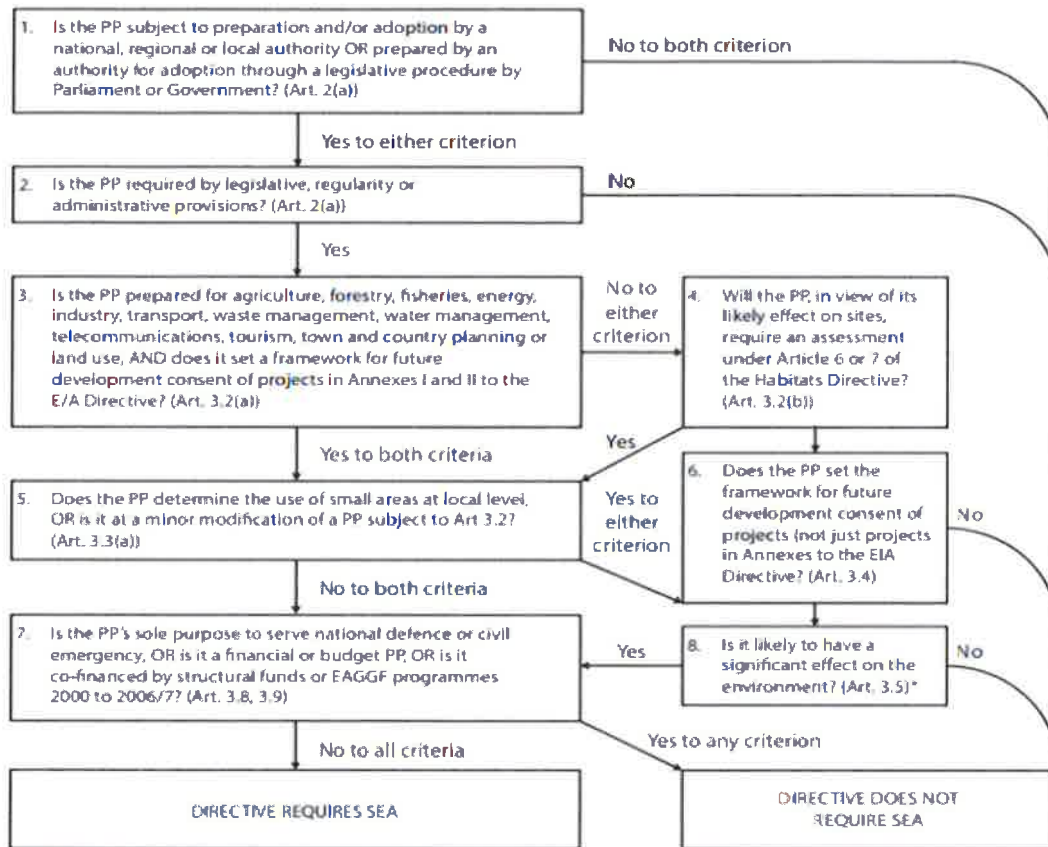 1. Is the PP subject to preparation and/or adoption by a
national, regional or local authority OR prepared by an
authority for adoption through a legislative procedure by
Parliament or Government? (Art. 2(a))
No to both criterion
Yes to either criterion
2. Is the PP required by legislative, regularity or
administrative provisions? (Art. 2(a))
No
Yes
3. Is the PP prepared for agriculture, forestry, fisheries, energy,
industry, transport, waste management, water management,
telecommunications, tourism, town and country planning or
land use, AND does it set a framework for future
development consent of projects in Annexes I and II to the
E/A Directive? (Art. 3.2(a))
No to
either
criterion
4. Will the PP, in view of its
likely effect on sites,
require an assessment
under Article 6 or 7 of
the Habitats Directive?
(Art. 3.2(b))
Yes to both criteria
Yes
5. Does the PP determine the use of small areas at local level,
OR is it at a minor modification of a PP subject to Art 3.2?
(Art. 3.3(a))
Yes to
either
criterion
6. Does the PP set the
framework for future
development consent of
projects (not just projects
in Annexes to the EIA
Directive? (Art. 3.4)
No
No to both criteria
7. Is the PP's sole purpose to serve national defence or civil
emergency, OR is it a financial or budget PP, OR is it
co-financed by structural funds or EAGGF programmes
2000 to 2006/7? (Art. 3.8, 3.9)
Yes
8. Is it likely to have a
significant effect on the
environment? (Art. 3.5)*
No
No to all criteria
Yes to any criterion
DIRECTIVE REQUIRES SEA
DIRECTIVE DOES NOT
REQUIRE SEA